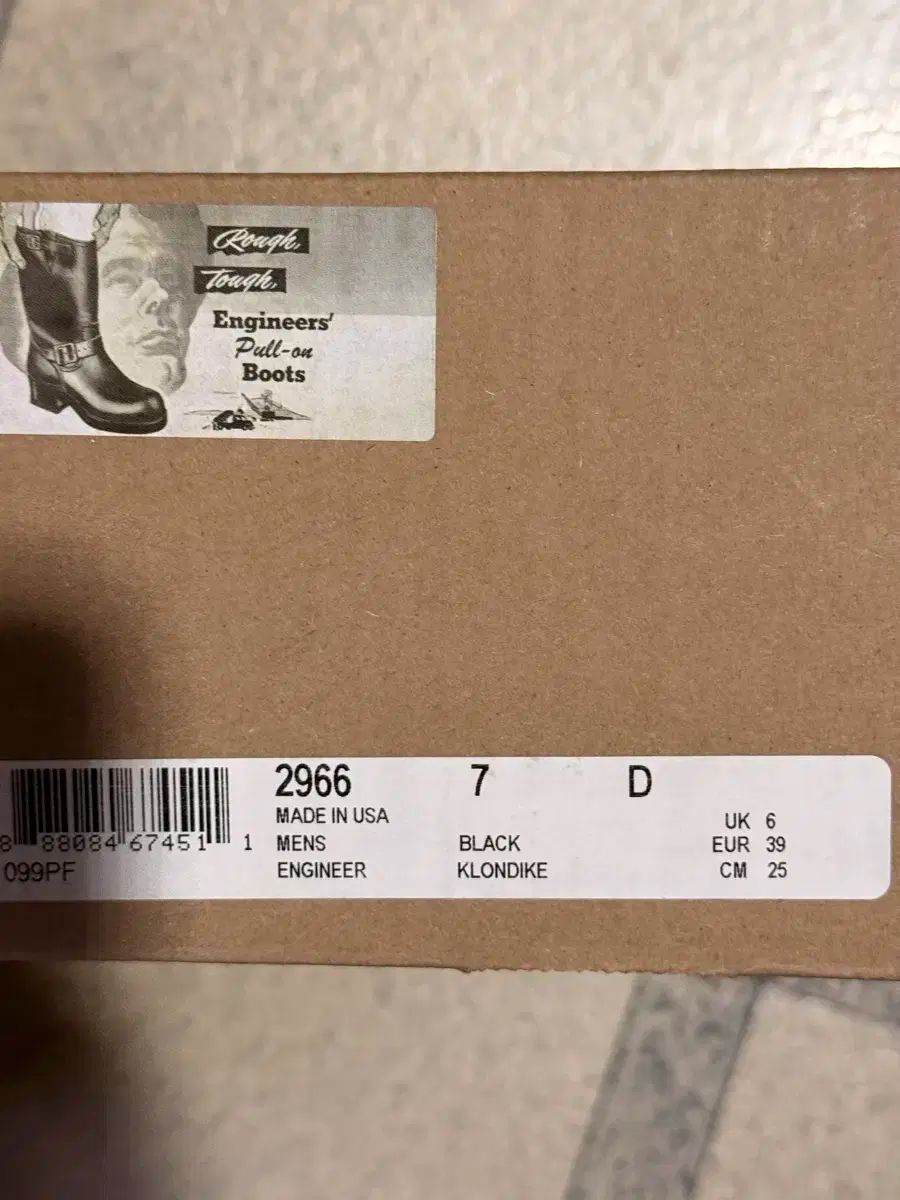 Rough,
Tough,
Engineers'
Pull-on
Boots
2966 7 D
MADE IN USA UK 6
8 88084 67451 1 MENS BLACK EUR 39
099PF ENGINEER KLONDIKE CM 25